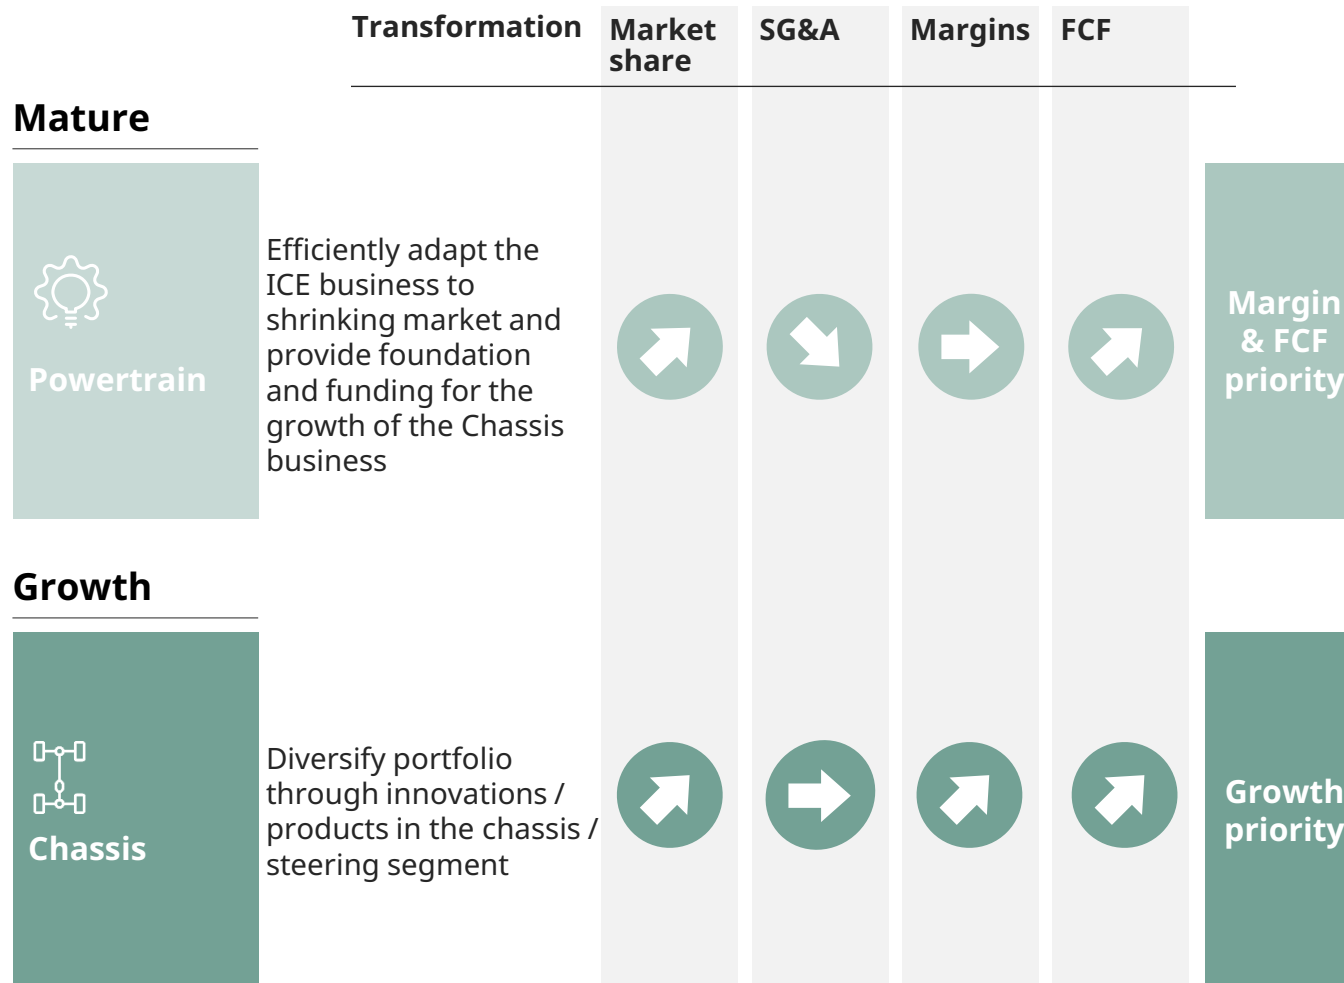 Transformation
Market
share
SG&A
Margins
FCF
Mature
Powertrain
Efficiently adapt the
ICE business to
shrinking market and
provide foundation
and funding for the
growth of the Chassis
business
Margin
& FCF
priority
Growth
Chassis
Diversify portfolio
through innovations /
products in the chassis /
steering segment
Growth
priority